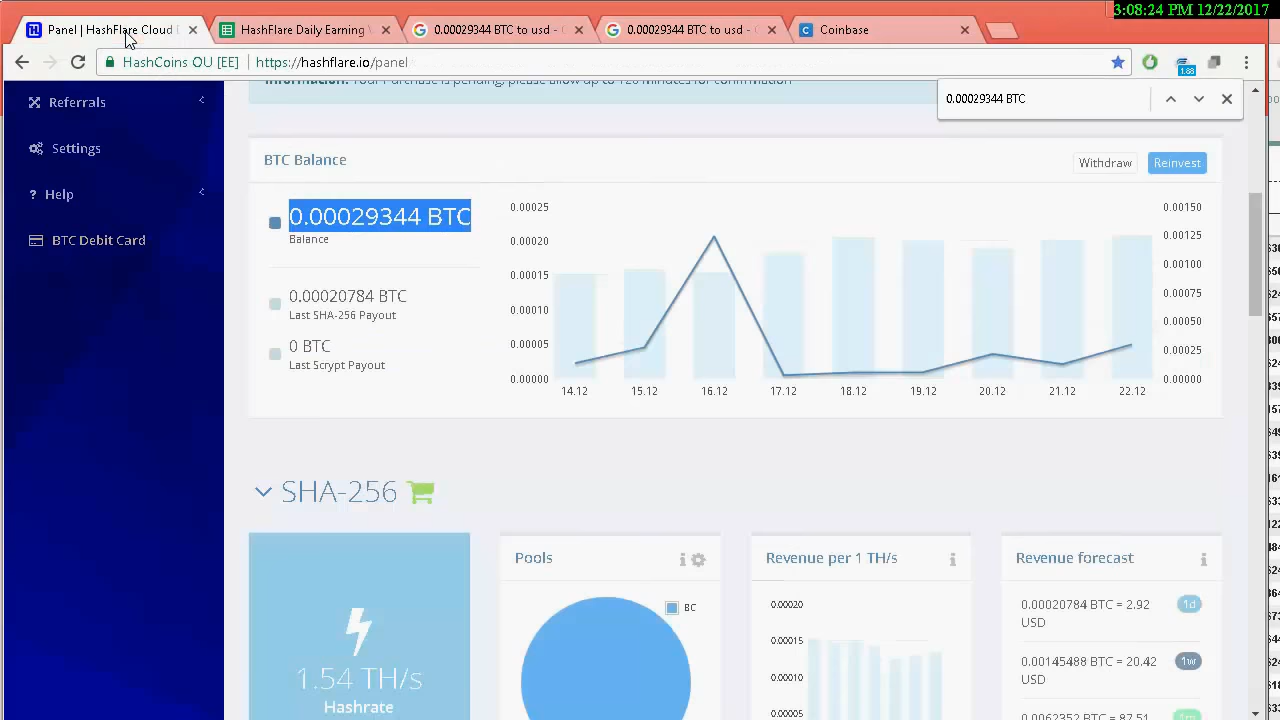 3:08:24 PM 12/22/2017
Panel | HashFlare Cloud
HashFlare Daily Earning
0.00029344 BTC to usd -
0.00029344 BTC to usd -
Coinbase
HashCoins OU [EE]
https://hashflare.io/panel
1.88
0.00029344 BTC
Referrals
Settings
? Help
BTC Debit Card
BTC Balance
Withdraw
Reinvest
0.00029344 BTC
Balance
0.00020784 BTC
Last SHA-256 Payout
0 BTC
Last Scrypt Payout
0.00025
0.00020
0.00015
0.00010
0.00005
0.00000
0.00150
0.00125
0.00100
0.00075
0.00050
0.00025
0.00000
14.12 15.12 16.12 17.12 18.12 19.12 20.12 21.12 22.12
SHA-256
1.54 TH/s
Hashrate
Pools
BC
Revenue per 1 TH/s
0.00020
0.00015
0.00010
0.00005
Revenue forecast
0.00020784 BTC = 2.92
USD
1d
0.00145488 BTC = 20.42
USD
1w